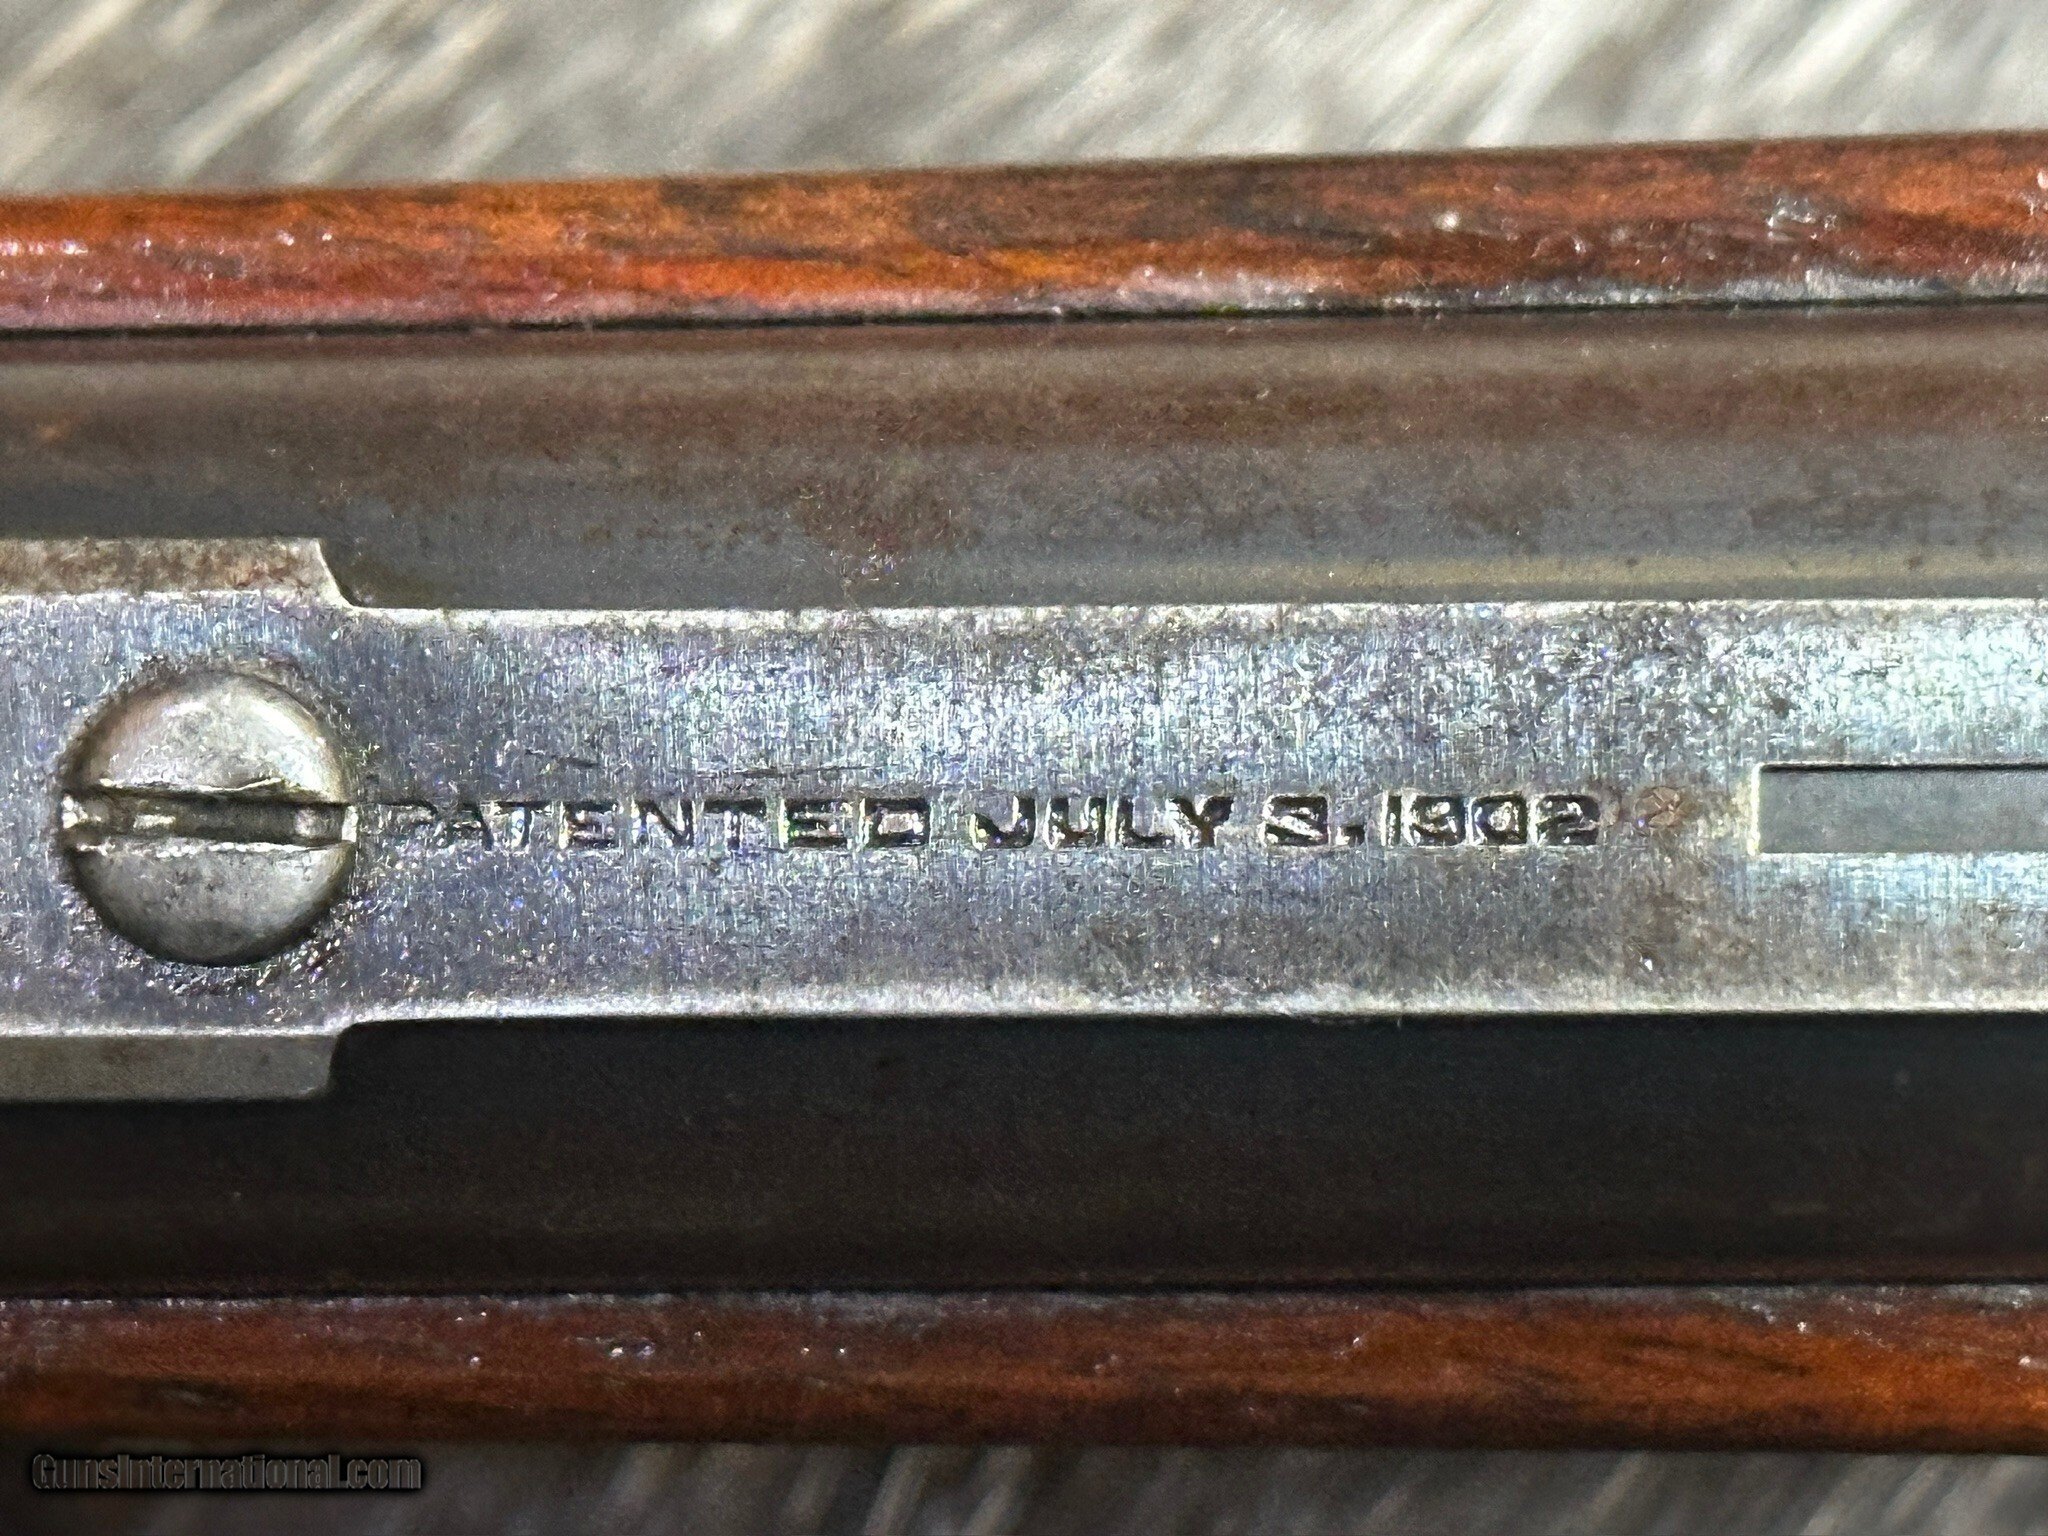 PATENTED JULY 8. 1902
GunsInternational.com